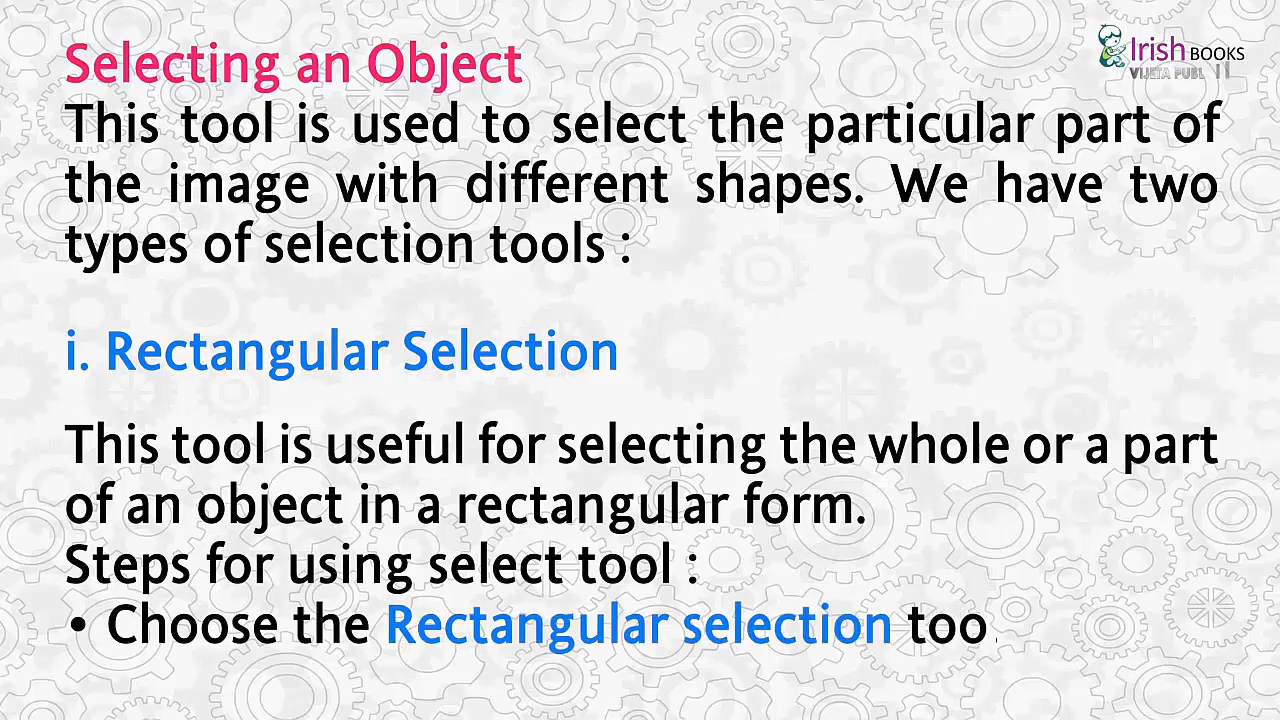 Selecting an Object
Irish BOOKS
VIJETA PUBL
This tool is used to select the particular part of
the image with different shapes. We have two
types of selection tools :
i. Rectangular Selection
This tool is useful for selecting the whole or a part
of an object in a rectangular form.
Steps for using select tool :
• Choose the Rectangular selection too